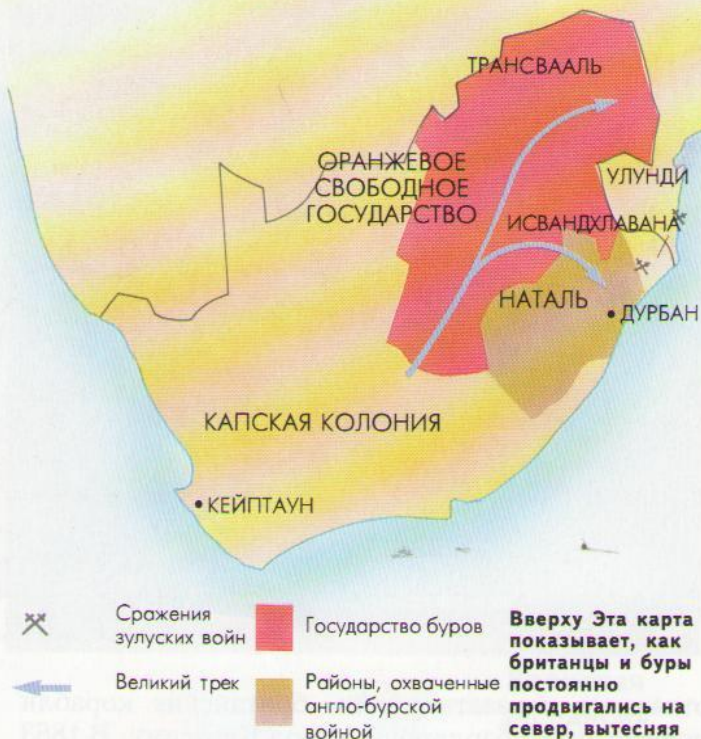 ТРАНСВААЛЬ
ОРАНЖЕВОЕ
СВОБОДНОЕ
ГОСУДАРСТВО
УЛУНДИ
ИСВАНДХЛАВАНА
НАТАЛЬ
ДУРБАН
КАПСКАЯ КОЛОНИЯ
КЕЙПТАУН
Сражения
зулуских войн
Великий трек
Государство буров
Районы, охваченные
англо-бурской
войной
Вверху Эта карта
показывает, как
британцы и буры
постоянно
продвигались на
север, вытесняя